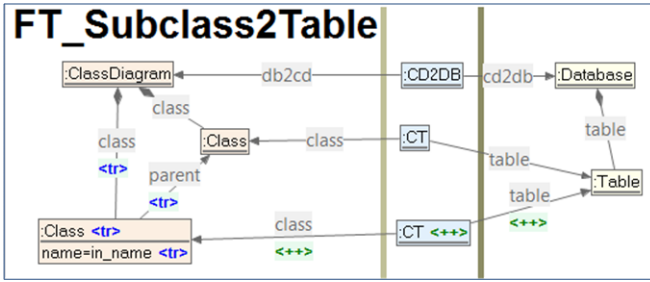 FT_Subclass2Table
:ClassDiagram
db2cd
:CD2DB
cd2db
:Database
class
:Class
class
:CT
table
table
class
<tr>
parent
<tr>
:Table
table
<++>
:Class <tr>
name=in_name <tr>
class
<++>
:CT <++>